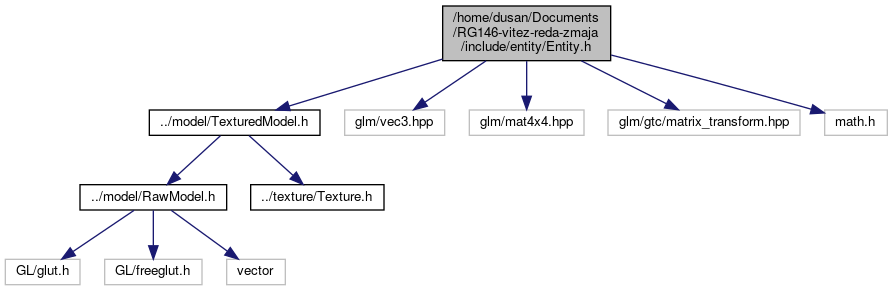 /home/dusan/Documents
/RG146-vitez-reda-zmaja
/include/entity/Entity.h
../model/TexturedModel.h
glm/vec3.hpp
glm/mat4x4.hpp
glm/gtc/matrix_transform.hpp
math.h
../model/RawModel.h
../texture/Texture.h
GL/glut.h
GL/freeglut.h
vector